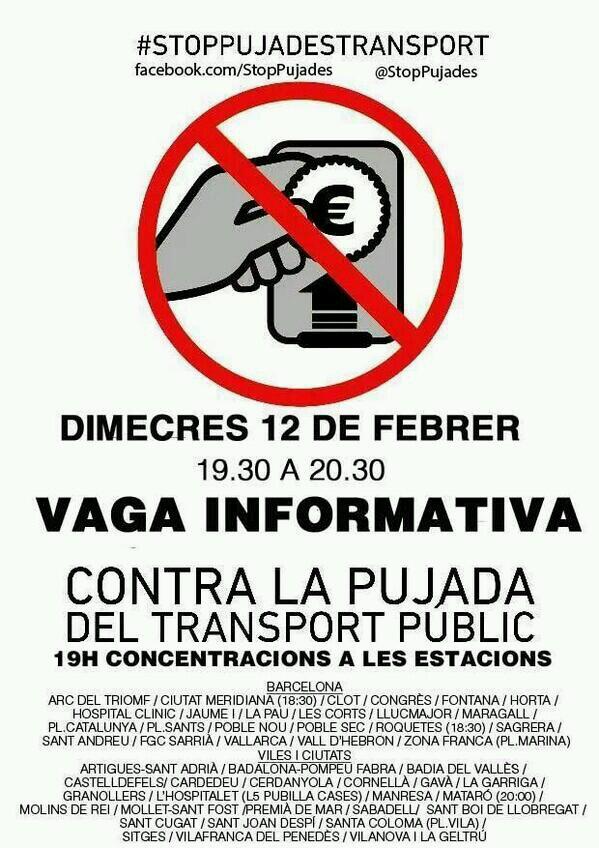 #STOPPUJADESTRANSPORT
facebook.com/StopPujades @StopPujades
€
DIMECRES 12 DE FEBRER
19.30 A 20.30
VAGA INFORMATIVA
CONTRA LA PUJADA
DEL TRANSPORT PÚBLIC
19H CONCENTRACIONS A LES ESTACIONS
BARCELONA
ARC DEL TRIOMF / CIUTAT MERIDIANA (18:30) / CLOT / CONGRÈS / FONTANA / HORTA /
HOSPITAL CLINIC / JAUME I / LA PAU / LES CORTS / LLUCMAJOR / MARAGALL /
PL.CATALUNYA / PL.SANTS / POBLE NOU / POBLE SEC / ROQUETES (18:30) / SAGRERA /
SANT ANDREU / FGC SARRIÀ / VALLARCA / VALL D'HEBRON / ZONA FRANCA (PL.MARINA)
VILES I CIUTATS
ARTIGUES-SANT ADRIÀ / BADALONA-POMPEU FABRA / BADIA DEL VALLÈS /
CASTELLDEFELS/ CARDEDEU / CERDANYOLA / CORNELLÀ / GAVÀ / LA GARRIGA /
GRANOLLERS / L'HOSPITALET (L5 PUBILLA CASES) / MANRESA / MATARÓ (20:00) /
MOLINS DE REI / MOLLET-SANT FOST /PREMIÀ DE MAR / SABADELL/ SANT BOI DE LLOBREGAT /
SANT CUGAT / SANT JOAN DESPÍ / SANTA COLOMA (PL.VILA) /
SITGES / VILAFRANCA DEL PENEDÈS / VILANOVA I LA GELTRÚ